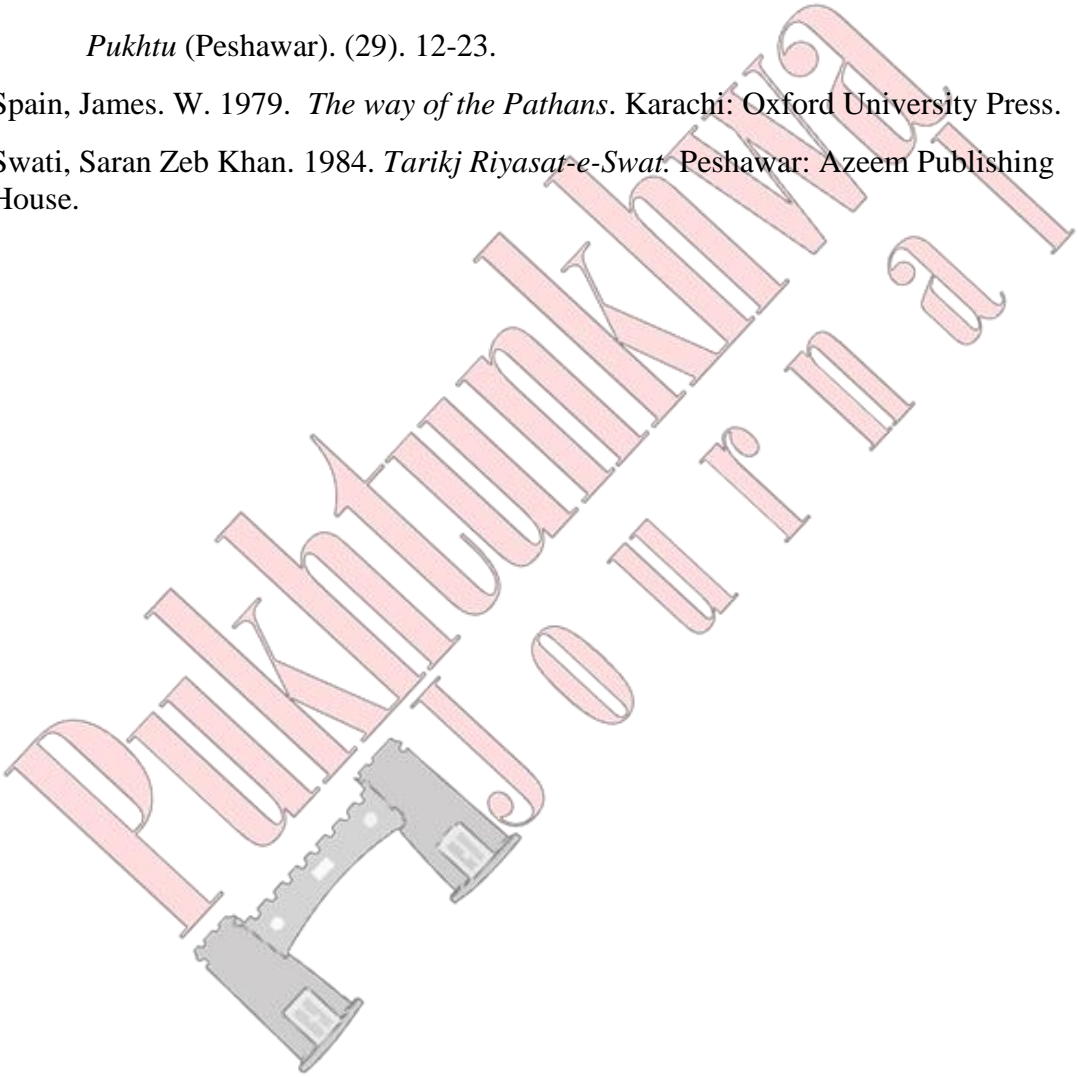 Pukhtu (Peshawar). (29). 12-23.
Spain, James. W. 1979. The way of the Pathans. Karachi: Oxford University Press.
Swati, Saran Zeb Khan. 1984. Tarikj Riyasat-e-Swat. Peshawar: Azeem Publishing
House.
Pukhtunkhwa
Journal